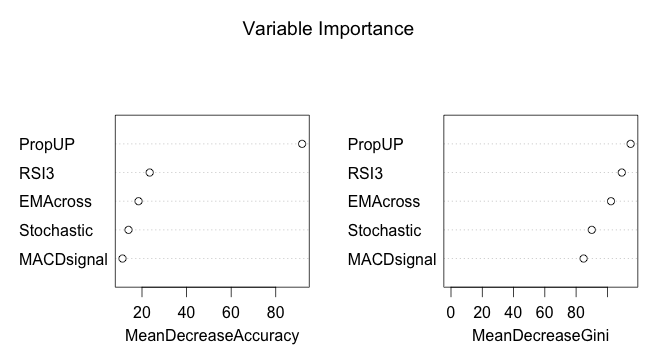 Variable Importance
PropUP
RSI3
EMAcross
Stochastic
MACDsignal
20 40 60 80
MeanDecreaseAccuracy
PropUP
RSI3
EMAcross
Stochastic
MACDsignal
0 20 40 60 80
MeanDecreaseGini